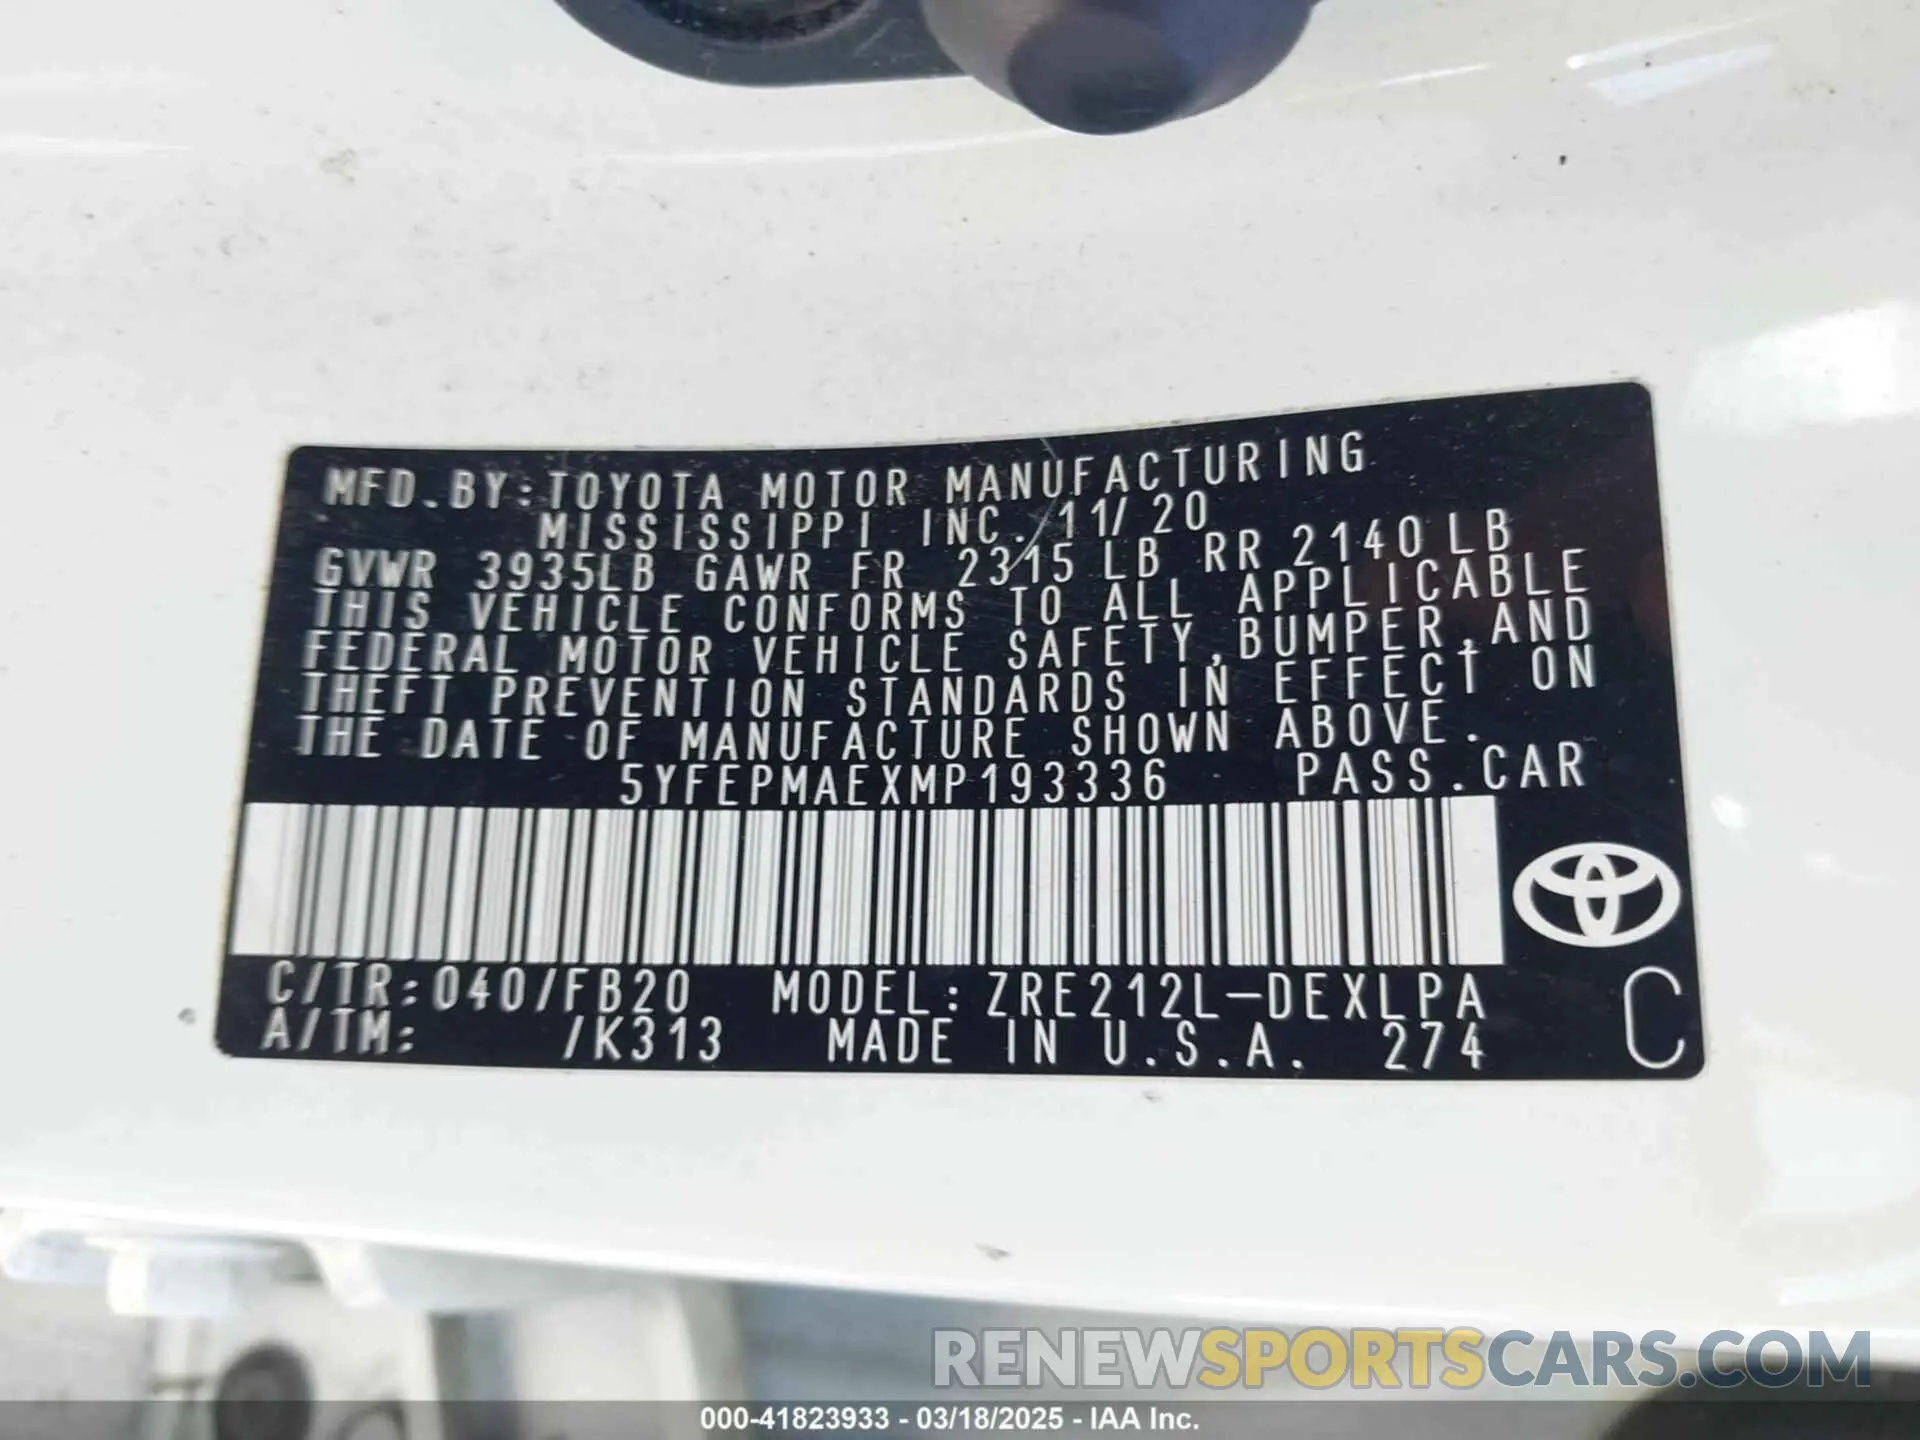 MFD.BY:TOYOTA MOTOR MANUFACTURING
MISSISSIPPI INC. 11/20
GVWR 3935LB GAWR FR 2315 LB RR 2140 LB
THIS VEHICLE CONFORMS TO ALL APPLICABLE
FEDERAL MOTOR VEHICLE SAFETY,BUMPER,AND
THEFT PREVENTION STANDARDS IN EFFECT ON
THE DATE OF MANUFACTURE SHOWN ABOVE.
5YFEPMAEXMP193336 PASS.CAR
C/TR:040/FB20 MODEL:ZRE212L-DEXLPA
A/TM: /K313 MADE IN U.S.A. 274 C
RENEWSPORTSCARS.COM
000-41823933 - 03/18/2025 - IAA Inc.